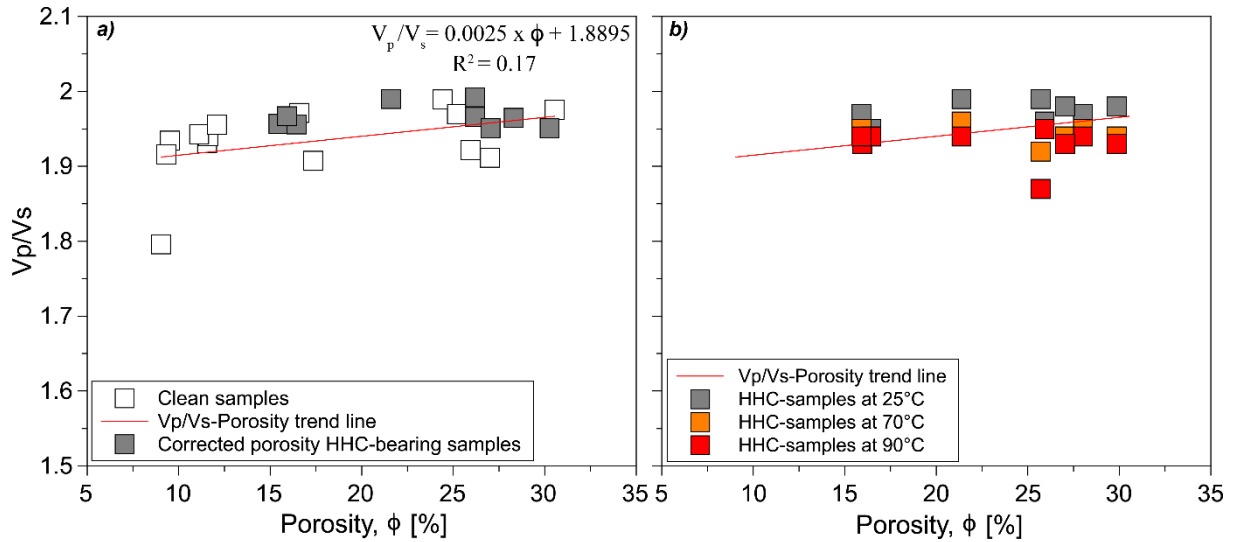 a)
V_p/V_s = 0.0025 x ϕ + 1.8895
R² = 0.17
2.1
2
1.9
1.8
1.7
1.6
1.5
Vp/Vs
Clean samples
Vp/Vs-Porosity trend line
Corrected porosity HHC-bearing samples
5 10 15 20 25 30 35
Porosity, ϕ [%]
b)
Vp/Vs-Porosity trend line
HHC-samples at 25°C
HHC-samples at 70°C
HHC-samples at 90°C
5 10 15 20 25 30 35
Porosity, ϕ [%]